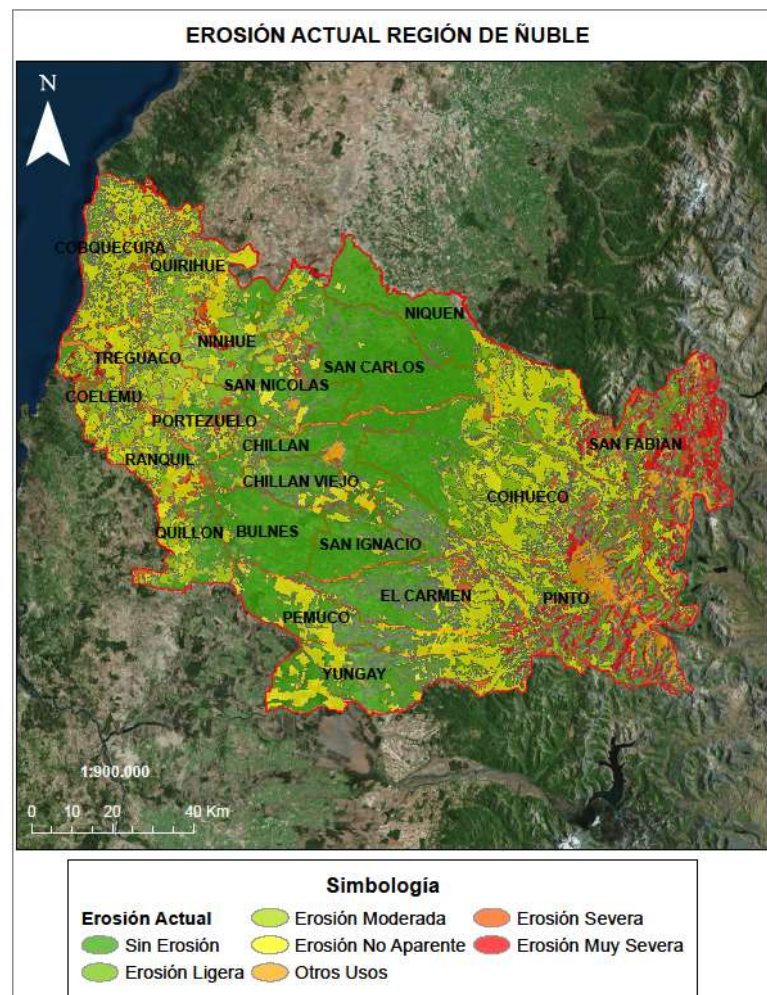 EROSIÓN ACTUAL REGIÓN DE ÑUBLE
N
COBQUECURA
QUIRIHUE
NIQUEN
NINHUE
TREGUACO
SAN CARLOS
SAN NICOLAS
COELEMU
PORTEZUELO
CHILLAN
SAN FABIAN
RANQUIL
CHILLAN VIEJO
COIHUECO
QUILLON
BULNES
SAN IGNACIO
EL CARMEN
PINTO
PEMUCO
YUNGAY
1:900.000
0 10 20 40 Km
Simbología
Erosión Actual
Sin Erosión
Erosión Ligera
Erosión Moderada
Erosión No Aparente
Otros Usos
Erosión Severa
Erosión Muy Severa